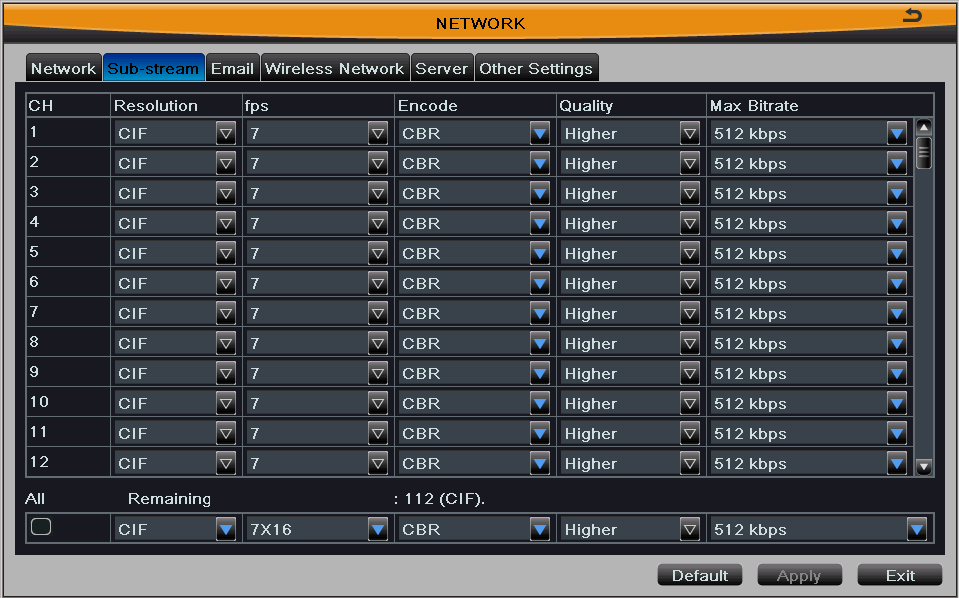 NETWORK
Network Sub-stream Email Wireless Network Server Other Settings
CH Resolution fps Encode Quality Max Bitrate
1 CIF 7 CBR Higher 512 kbps
2 CIF 7 CBR Higher 512 kbps
3 CIF 7 CBR Higher 512 kbps
4 CIF 7 CBR Higher 512 kbps
5 CIF 7 CBR Higher 512 kbps
6 CIF 7 CBR Higher 512 kbps
7 CIF 7 CBR Higher 512 kbps
8 CIF 7 CBR Higher 512 kbps
9 CIF 7 CBR Higher 512 kbps
10 CIF 7 CBR Higher 512 kbps
11 CIF 7 CBR Higher 512 kbps
12 CIF 7 CBR Higher 512 kbps
All Remaining : 112 (CIF).
CIF 7X16 CBR Higher 512 kbps
Default Apply Exit